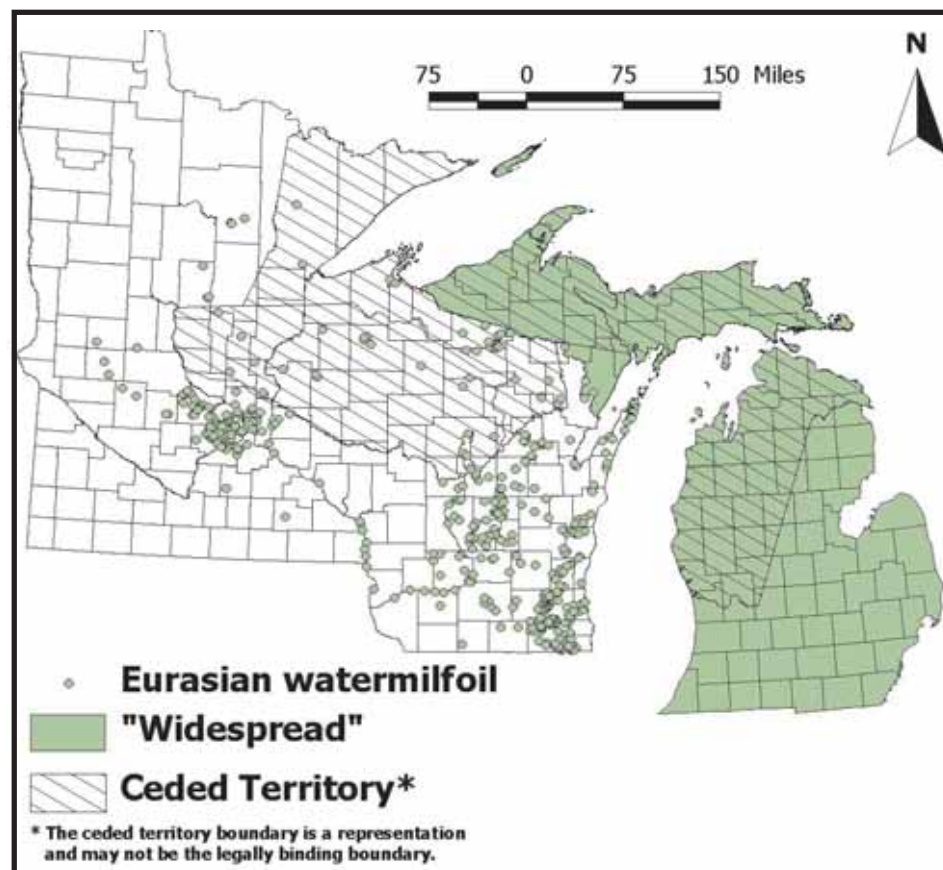 N
75 0 75 150 Miles
Eurasian watermilfoil
"Widespread"
Ceded Territory*
* The ceded territory boundary is a representation
and may not be the legally binding boundary.